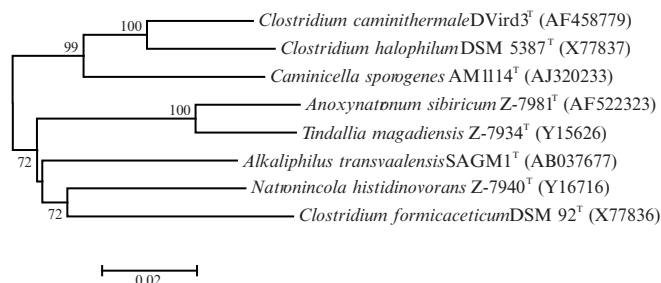 Clostridium caminithermale DVird3ᵀ (AF458779)
100
Clostridium halophilum DSM 5387ᵀ (X77837)
99
Caminicella sporogenes AM1114ᵀ (AJ320233)
Anoxynatronum sibiricum Z-7981ᵀ (AF522323)
100
Tindallia magadiensis Z-7934ᵀ (Y15626)
72
Alkaliphilus transvaalensis SAGM1ᵀ (AB037677)
Natronincola histidinovorans Z-7940ᵀ (Y16716)
72
Clostridium formicaceticum DSM 92ᵀ (X77836)
0.02